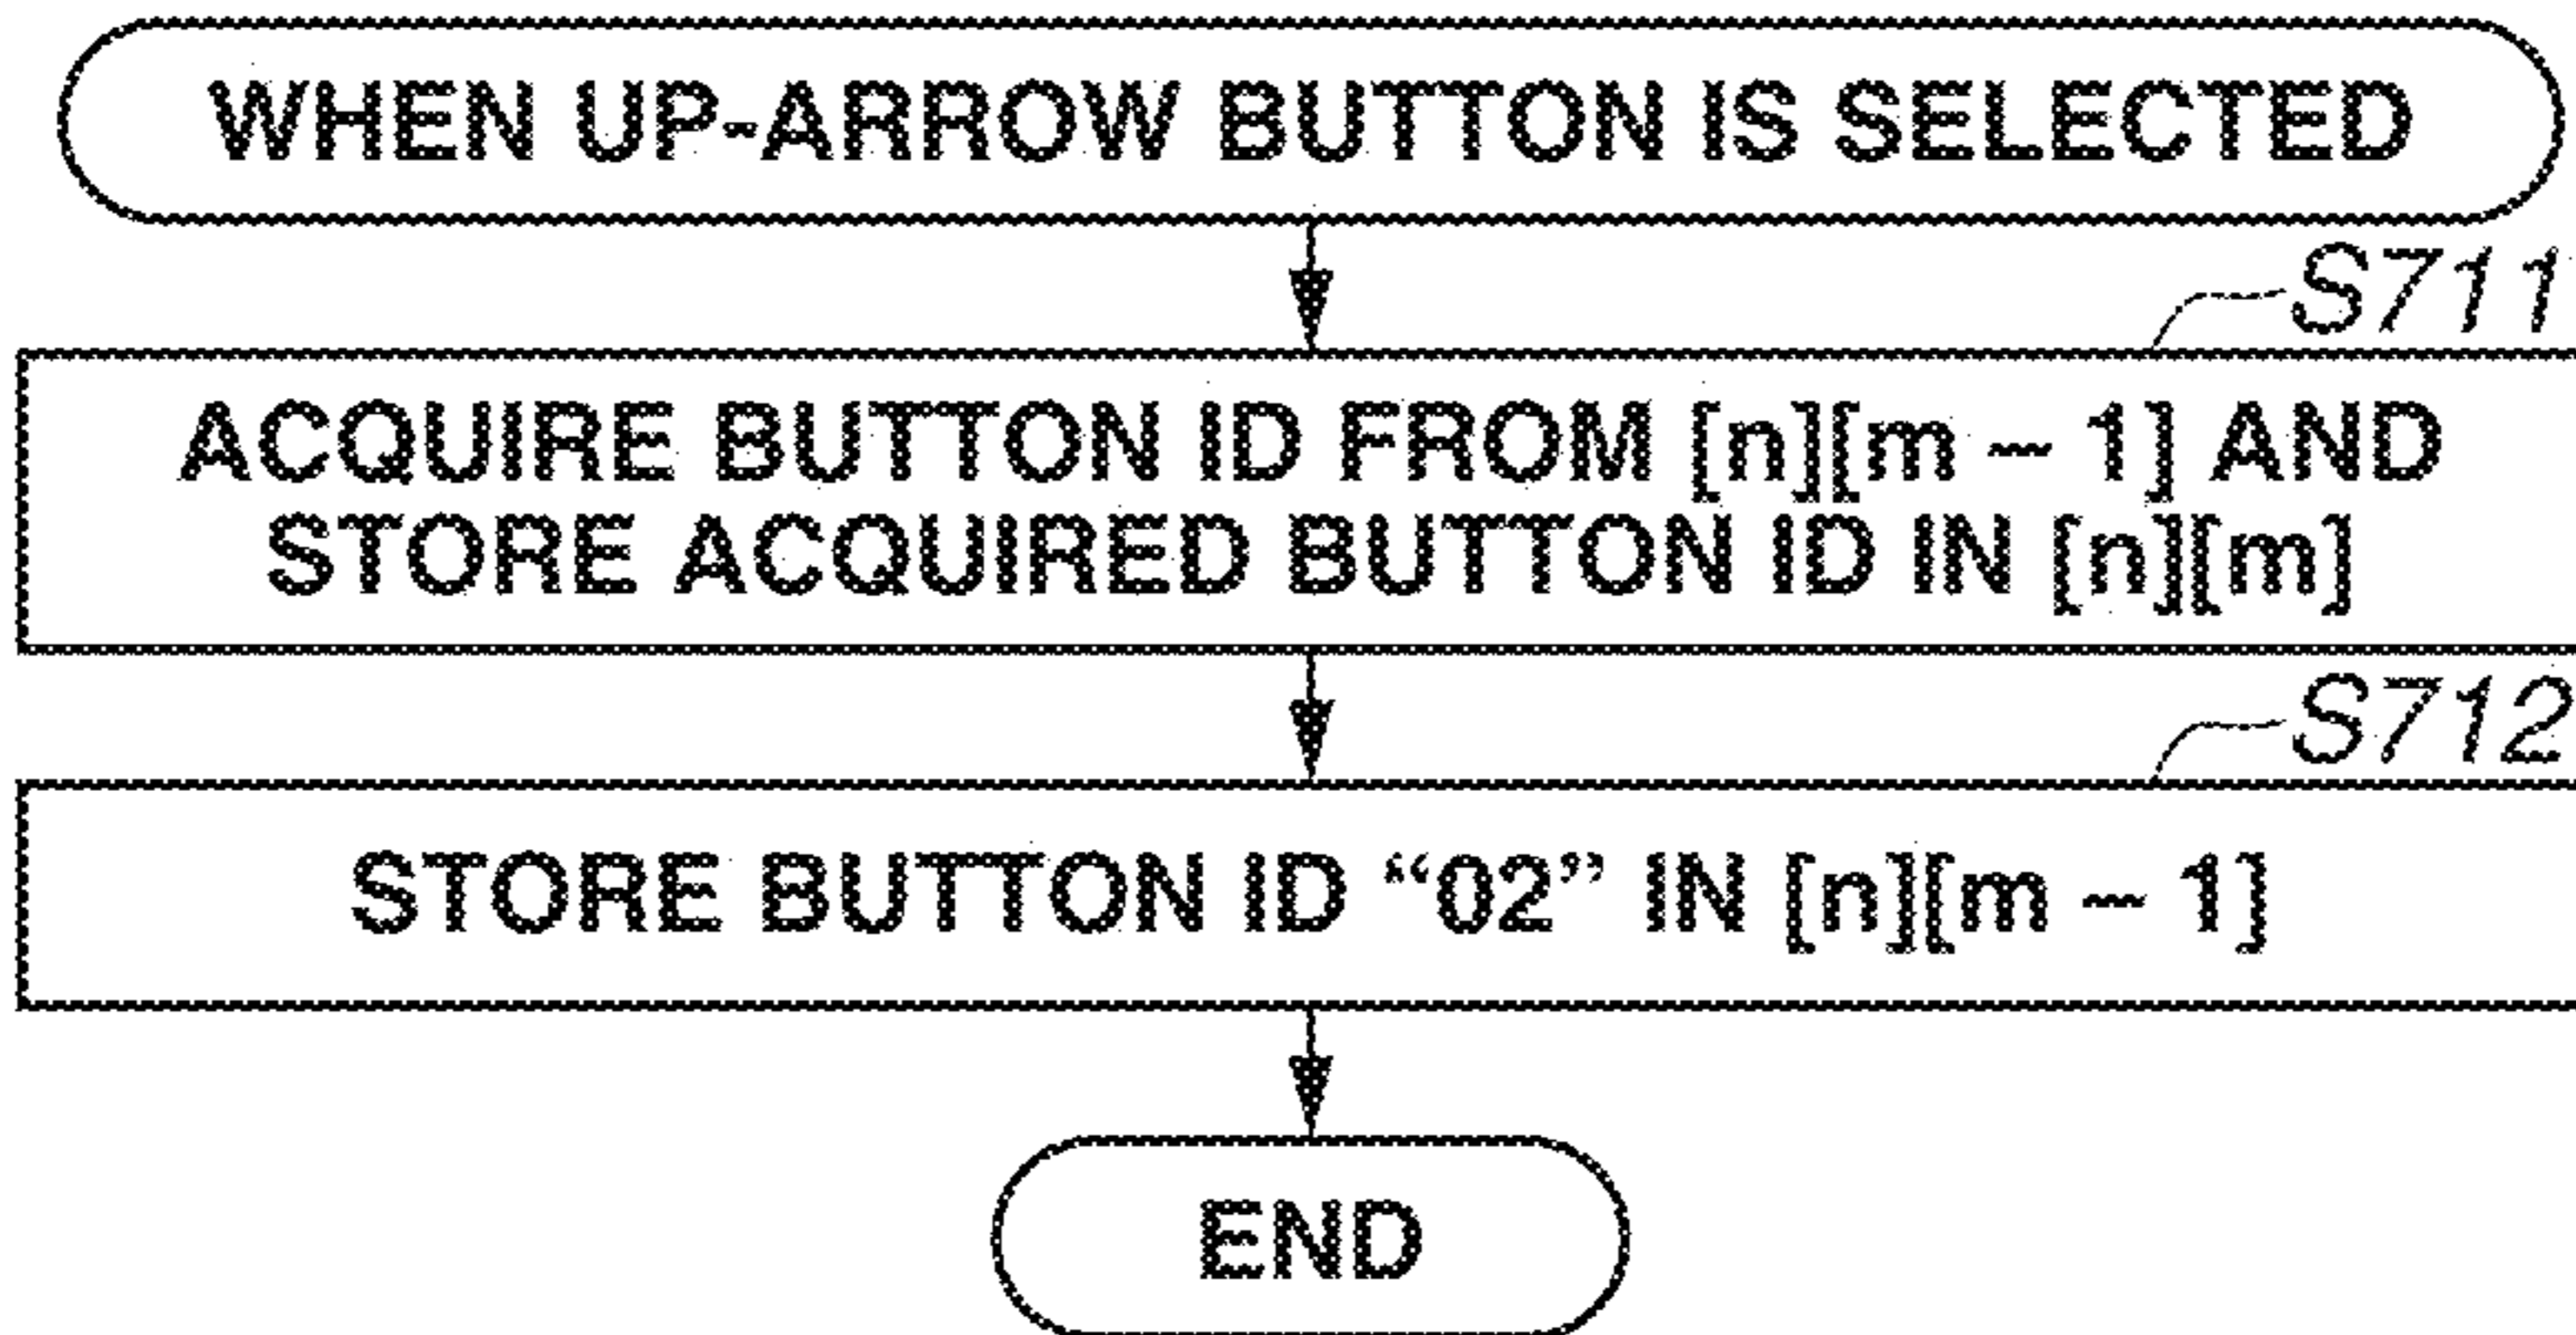 WHEN UP-ARROW BUTTON IS SELECTED
S711
ACQUIRE BUTTON ID FROM [n][m – 1] AND
STORE ACQUIRED BUTTON ID IN [n][m]
S712
STORE BUTTON ID “02” IN [n][m – 1]
END